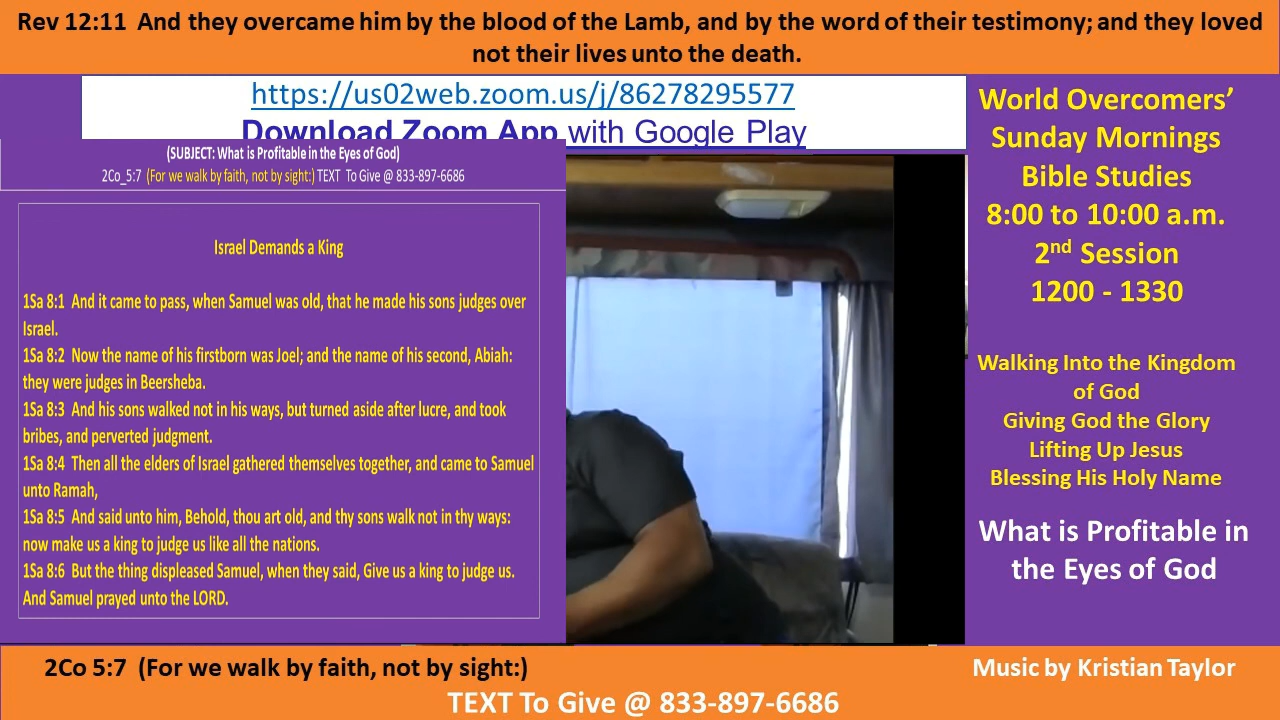 Rev 12:11  And they overcame him by the blood of the Lamb, and by the word of their testimony; and they loved
not their lives unto the death.
https://us02web.zoom.us/j/86278295577
Download Zoom App with Google Play
(SUBJECT: What is Profitable in the Eyes of God)
2Co_5:7  (For we walk by faith, not by sight:) TEXT  To Give @ 833-897-6686
Israel Demands a King
1Sa 8:1  And it came to pass, when Samuel was old, that he made his sons judges over
Israel.
1Sa 8:2  Now the name of his firstborn was Joel; and the name of his second, Abiah:
they were judges in Beersheba.
1Sa 8:3  And his sons walked not in his ways, but turned aside after lucre, and took
bribes, and perverted judgment.
1Sa 8:4  Then all the elders of Israel gathered themselves together, and came to Samuel
unto Ramah,
1Sa 8:5  And said unto him, Behold, thou art old, and thy sons walk not in thy ways:
now make us a king to judge us like all the nations.
1Sa 8:6  But the thing displeased Samuel, when they said, Give us a king to judge us.
And Samuel prayed unto the LORD.
World Overcomers’
Sunday Mornings
Bible Studies
8:00 to 10:00 a.m.
2nd Session
1200 - 1330
Walking Into the Kingdom
of God
Giving God the Glory
Lifting Up Jesus
Blessing His Holy Name
What is Profitable in
the Eyes of God
2Co 5:7  (For we walk by faith, not by sight:)
Music by Kristian Taylor
TEXT To Give @ 833-897-6686